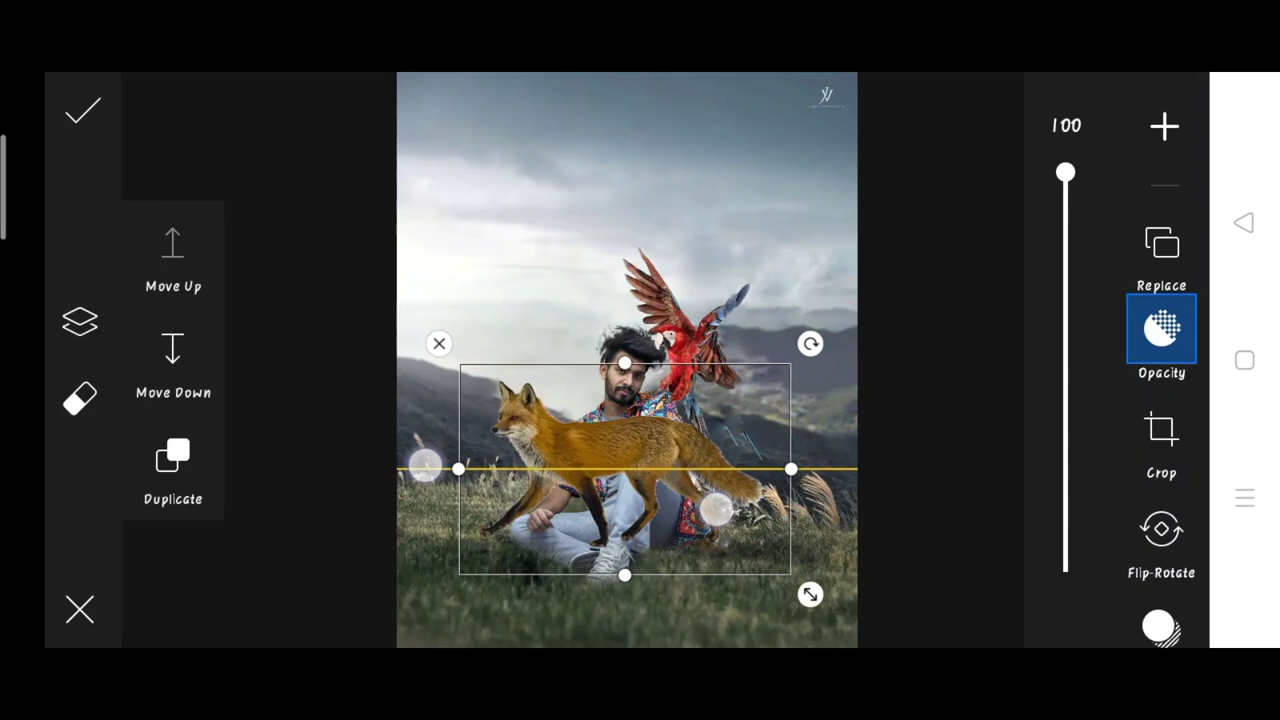 100
Move Up
Replace
Opacity
Move Down
Crop
Duplicate
Flip-Rotate